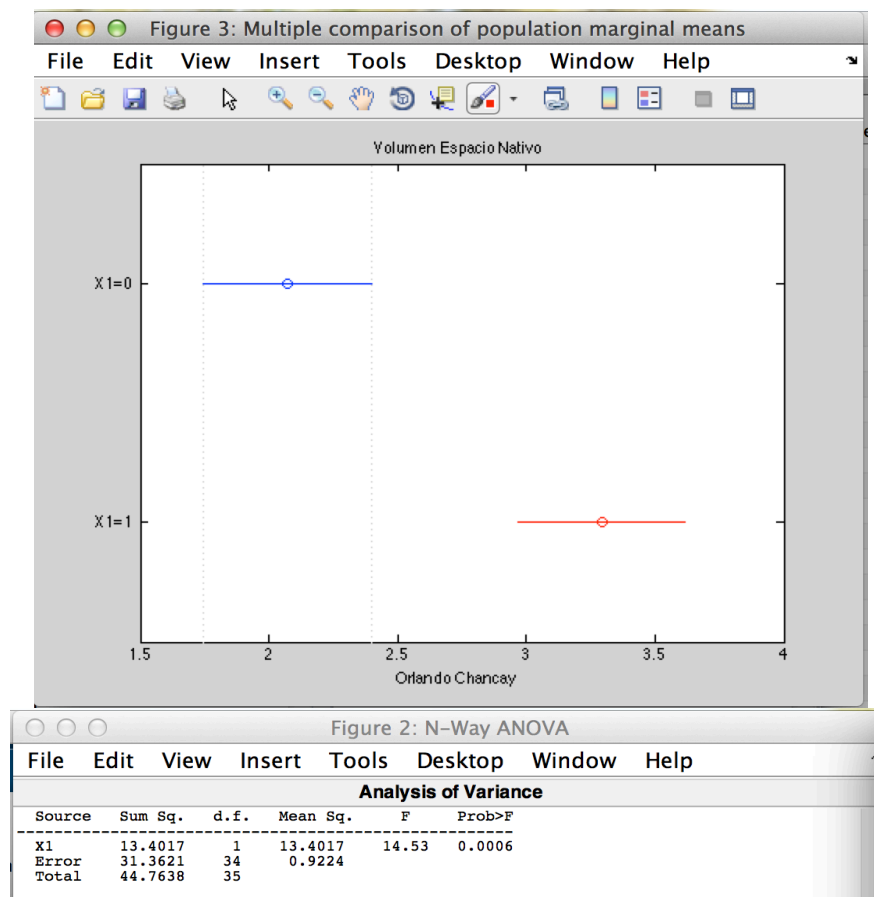 Figure 3: Multiple comparison of population marginal means
File Edit View Insert Tools Desktop Window Help
Volumen Espacio Nativo
X1=0
X1=1
1.5 2 2.5 3 3.5 4
Orlando Chancay
Figure 2: N-Way ANOVA
File Edit View Insert Tools Desktop Window Help
Analysis of Variance
Source Sum Sq. d.f. Mean Sq. F Prob>F
X1 13.4017 1 13.4017 14.53 0.0006
Error 31.3621 34 0.9224
Total 44.7638 35